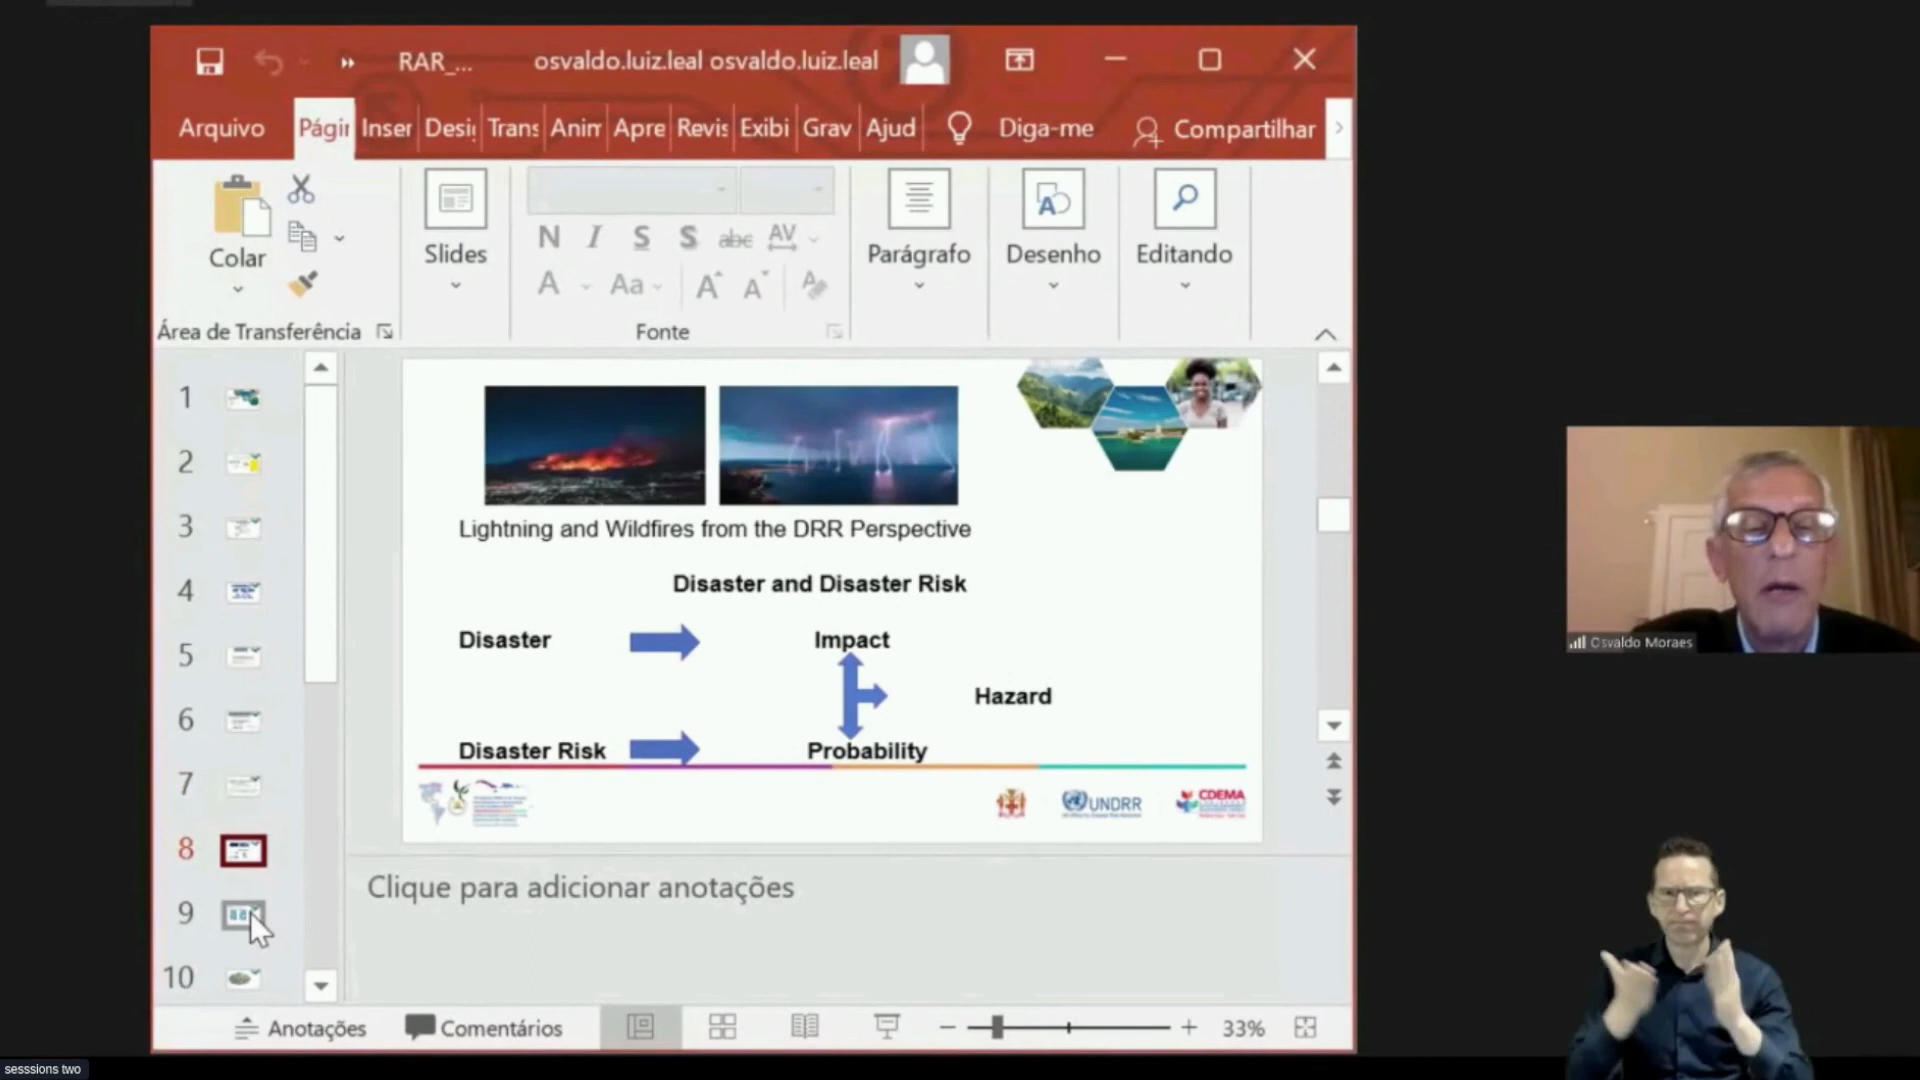 RAR_... osvaldo.luiz.leal osvaldo.luiz.leal
Arquivo Págir Inser Desi Trans Anim Apre Revis Exibi Grav Ajud Diga-me Compartilhar
Colar
Slides
N I S S abc AV
A Aa A A A
Parágrafo
Desenho
Editando
Área de Transferência
Fonte
1
2
3
4
5
6
7
8
9
10
Lightning and Wildfires from the DRR Perspective
Disaster and Disaster Risk
Disaster Impact
Hazard
Disaster Risk Probability
UNDRR
CDEMA
Clique para adicionar anotações
Anotações Comentários 33%
Osvaldo Moraes
sesssions two